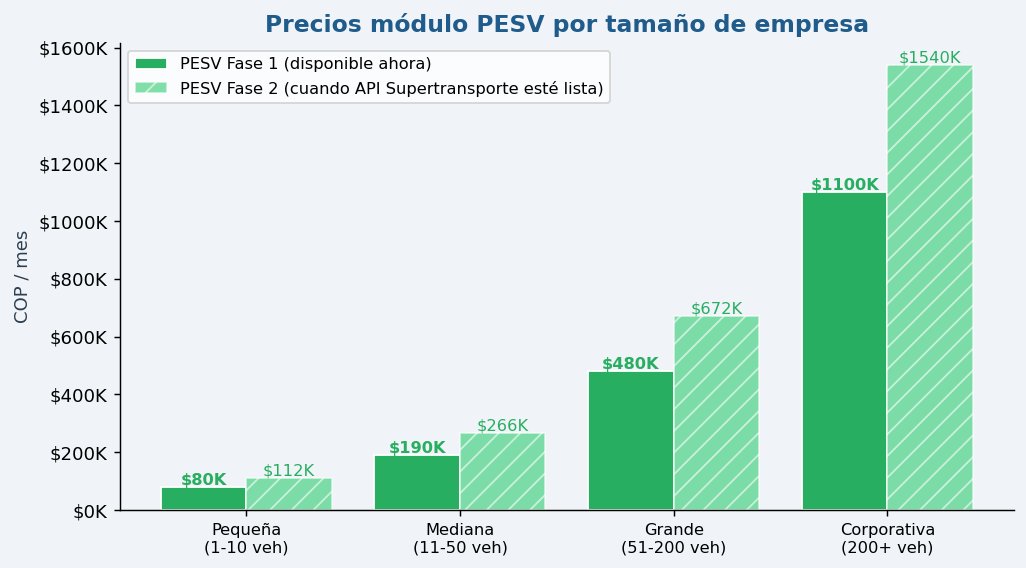 Precios módulo PESV por tamaño de empresa
PESV Fase 1 (disponible ahora)
PESV Fase 2 (cuando API Supertransporte esté lista)
COP / mes
$1600K
$1400K
$1200K
$1000K
$800K
$600K
$400K
$200K
$0K
$80K
$112K
$190K
$266K
$480K
$672K
$1100K
$1540K
Pequeña
(1-10 veh)
Mediana
(11-50 veh)
Grande
(51-200 veh)
Corporativa
(200+ veh)